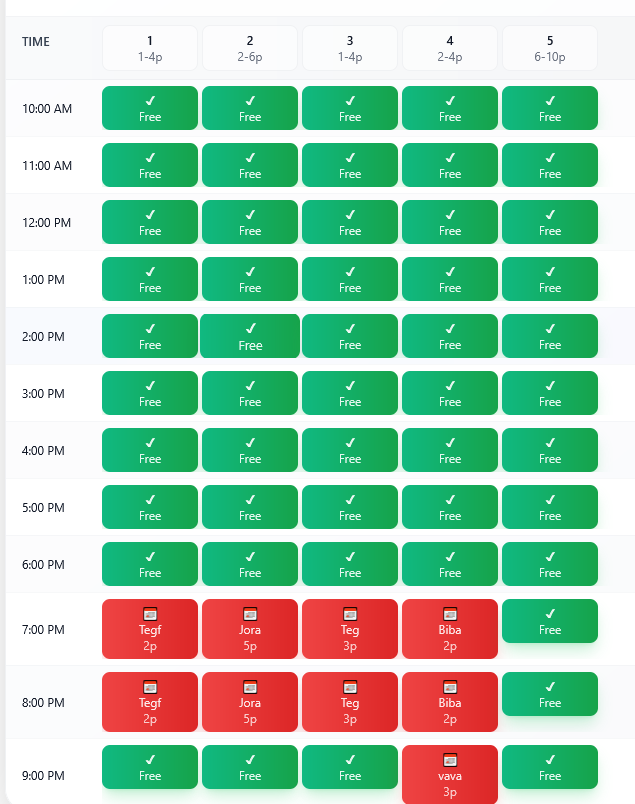 TIME 1 2 3 4 5
1-4p 2-6p 1-4p 2-4p 6-10p
10:00 AM ✓ ✓ ✓ ✓ ✓
Free Free Free Free Free
11:00 AM ✓ ✓ ✓ ✓ ✓
Free Free Free Free Free
12:00 PM ✓ ✓ ✓ ✓ ✓
Free Free Free Free Free
1:00 PM ✓ ✓ ✓ ✓ ✓
Free Free Free Free Free
2:00 PM ✓ ✓ ✓ ✓ ✓
Free Free Free Free Free
3:00 PM ✓ ✓ ✓ ✓ ✓
Free Free Free Free Free
4:00 PM ✓ ✓ ✓ ✓ ✓
Free Free Free Free Free
5:00 PM ✓ ✓ ✓ ✓ ✓
Free Free Free Free Free
6:00 PM ✓ ✓ ✓ ✓ ✓
Free Free Free Free Free
7:00 PM Tegf Jora Teg Biba ✓ Free
2p 5p 3p 2p
8:00 PM Tegf Jora Teg Biba ✓ Free
2p 5p 3p 2p
9:00 PM ✓ ✓ ✓ vava ✓
Free Free Free 3p Free